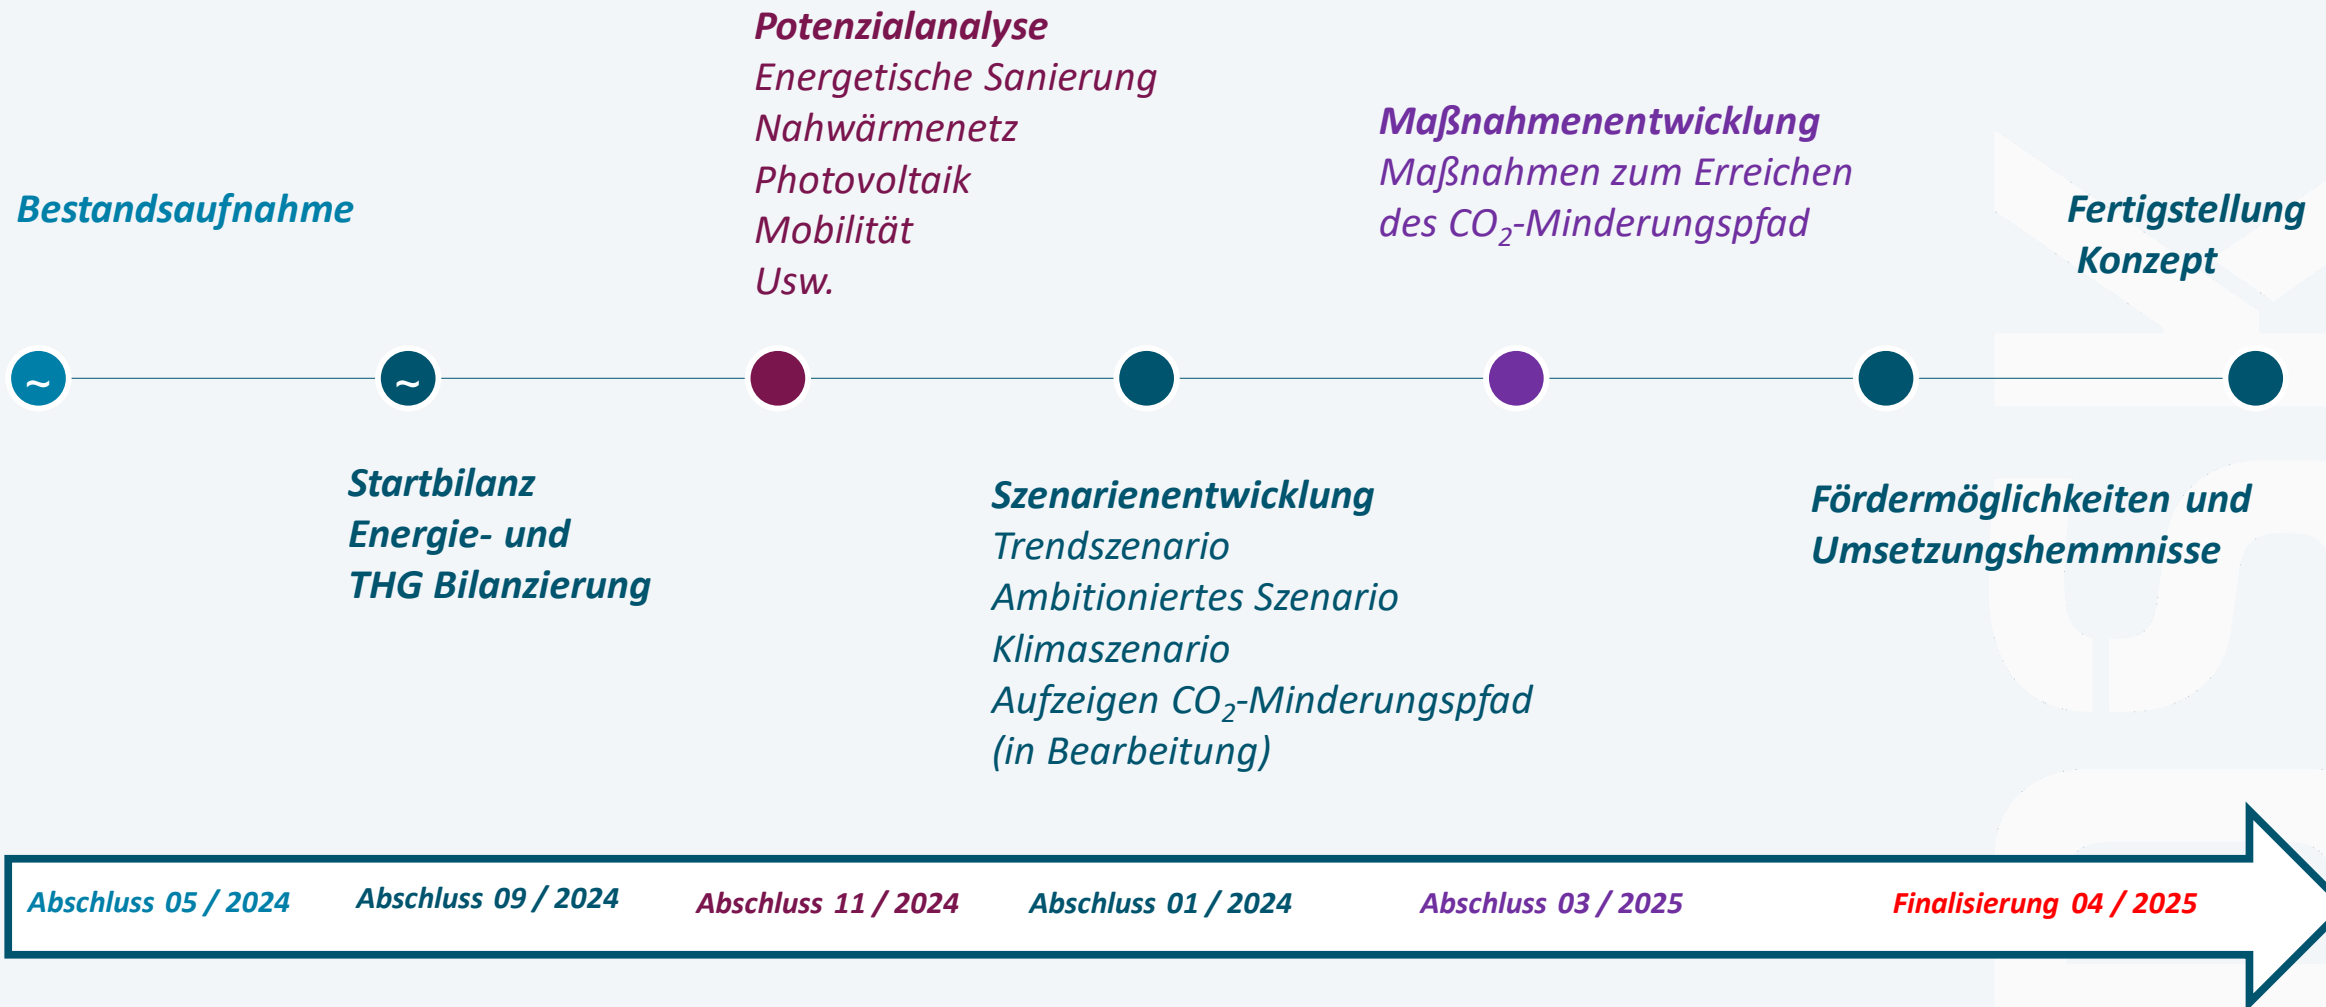 Bestandsaufnahme
~
Startbilanz
Energie- und
THG Bilanzierung
~
Potenzialanalyse
Energetische Sanierung
Nahwärmenetz
Photovoltaik
Mobilität
Usw.
Szenarienentwicklung
Trendszenario
Ambitioniertes Szenario
Klimaszenario
Aufzeigen CO₂-Minderungspfad
(in Bearbeitung)
Maßnahmenentwicklung
Maßnahmen zum Erreichen
des CO₂-Minderungspfad
Fördermöglichkeiten und
Umsetzungshemmnisse
Fertigstellung
Konzept
Abschluss 05 / 2024
Abschluss 09 / 2024
Abschluss 11 / 2024
Abschluss 01 / 2024
Abschluss 03 / 2025
Finalisierung 04 / 2025